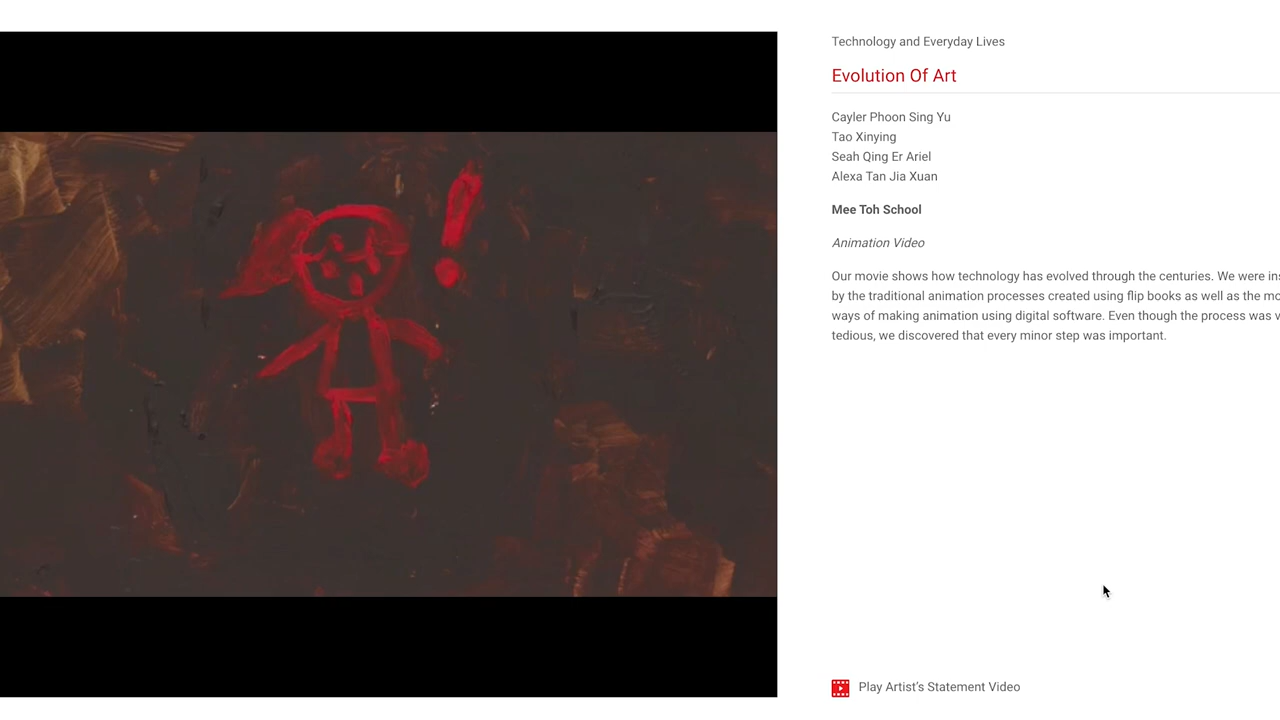 Technology and Everyday Lives
Evolution Of Art
Cayler Phoon Sing Yu
Tao Xinying
Seah Qing Er Ariel
Alexa Tan Jia Xuan
Mee Toh School
Animation Video
Our movie shows how technology has evolved through the centuries. We were
by the traditional animation processes created using flip books as well as the
ways of making animation using digital software. Even though the process was
tedious, we discovered that every minor step was important.
Play Artist's Statement Video